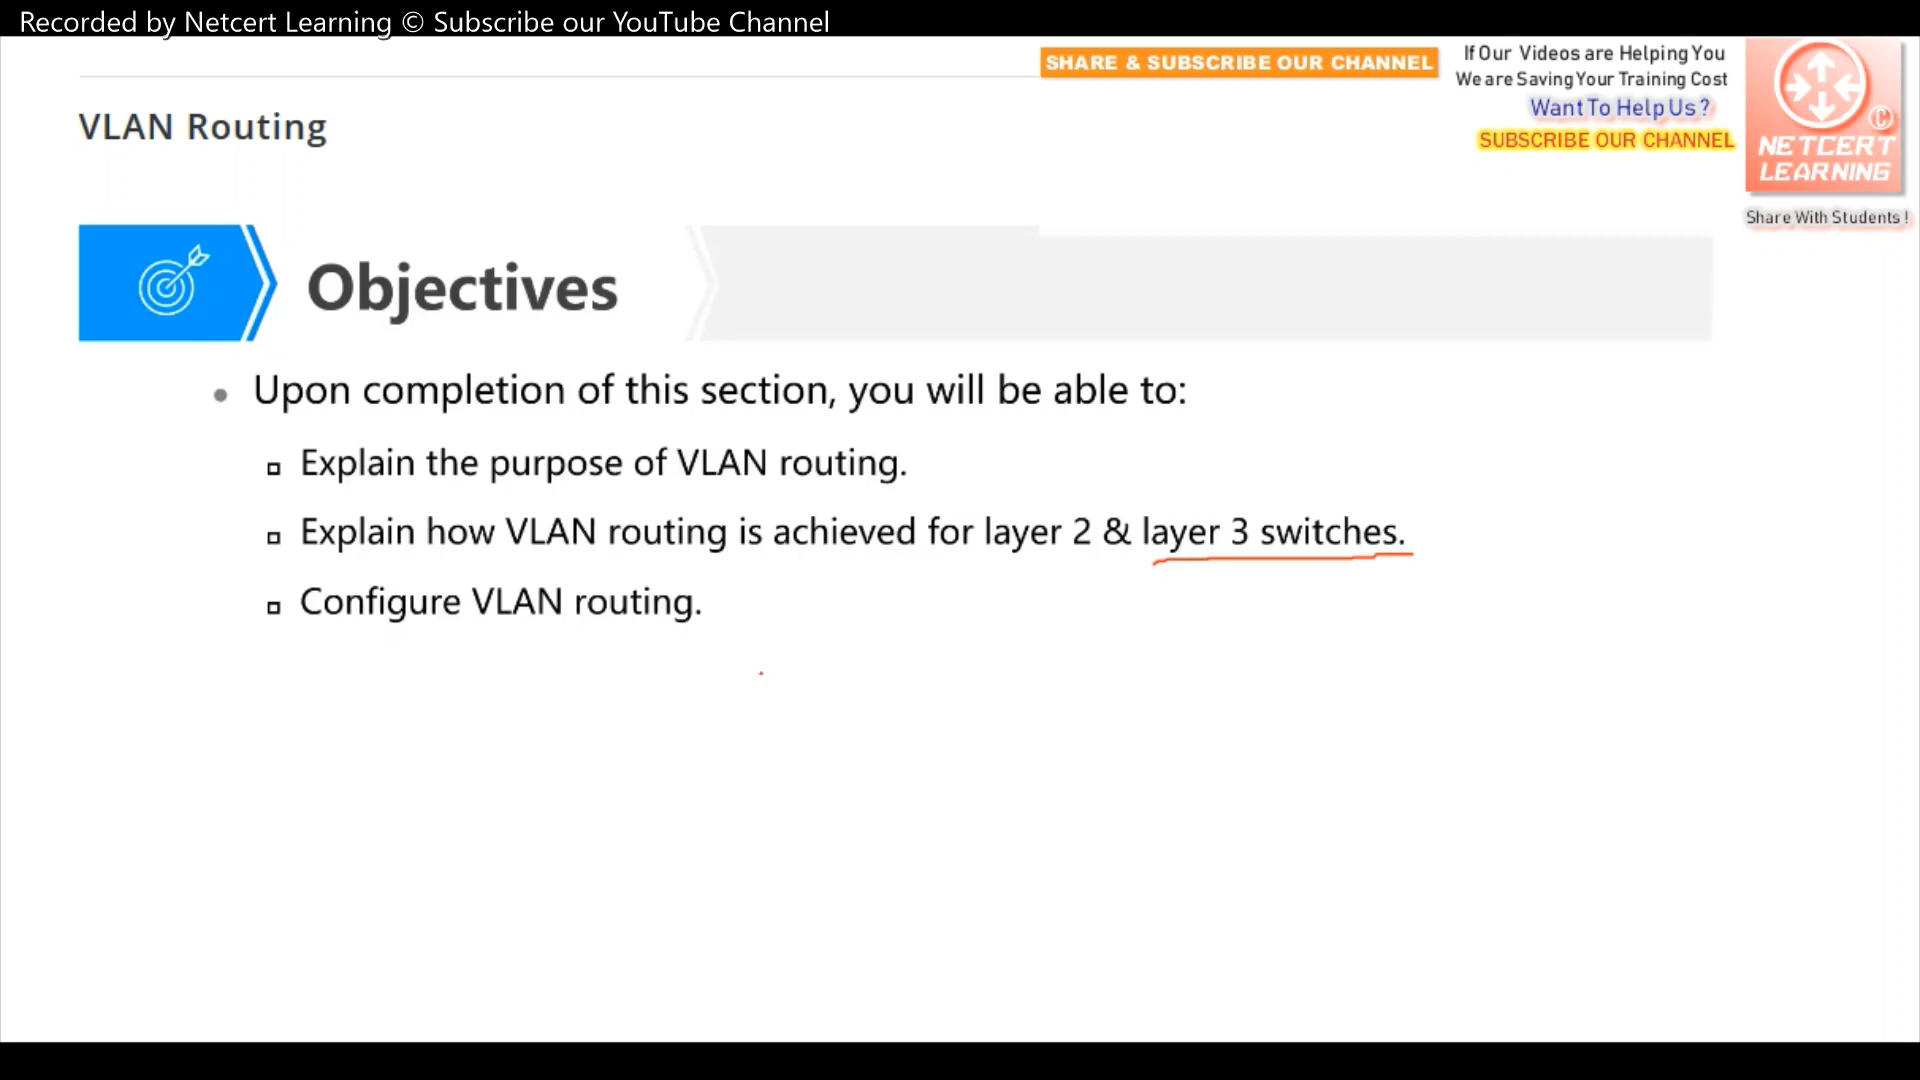 Recorded by Netcert Learning © Subscribe our YouTube Channel
SHARE & SUBSCRIBE OUR CHANNEL
If Our Videos are Helping You
We are Saving Your Training Cost
Want To Help Us ?
SUBSCRIBE OUR CHANNEL
©
NETCERT
LEARNING
Share With Students !
VLAN Routing
Objectives
• Upon completion of this section, you will be able to:
▫ Explain the purpose of VLAN routing.
▫ Explain how VLAN routing is achieved for layer 2 & layer 3 switches.
▫ Configure VLAN routing.